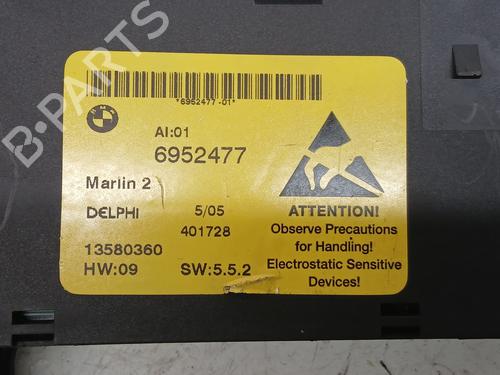 B-PARTS
BMW
*6952477-01*
AI:01
6952477
Marlin 2
DELPHI 5/05
401728
13580360
HW:09 SW:5.5.2
ATTENTION!
Observe Precautions
for Handling!
Electrostatic Sensitive
Devices!